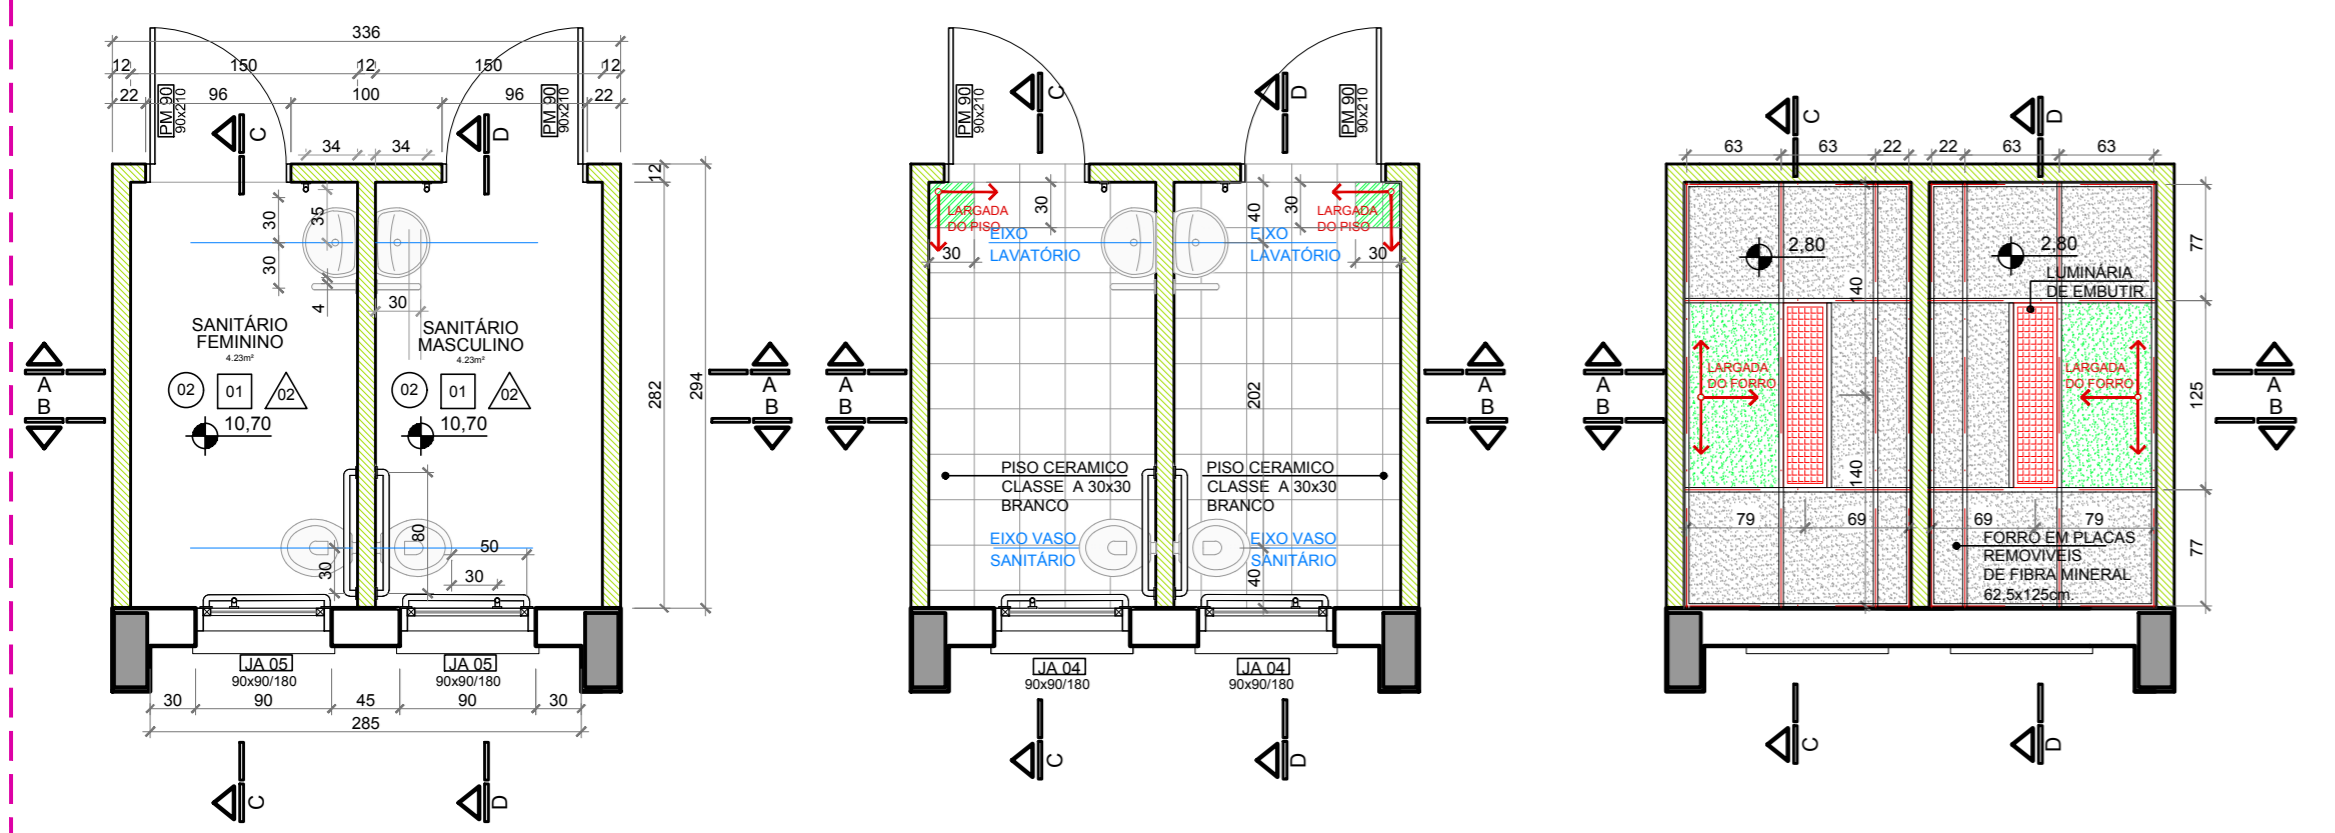 336
12 150 12 150 12
22 96 100 96 22
PM 90
90x210
PM 90
90x210
C
D
34 34
12
30
35
30
4
30
SANITÁRIO
FEMININO
4.23m²
SANITÁRIO
MASCULINO
4.23m²
02 01 02
02 01 02
10,70
10,70
A
B
A
B
282
294
80
50
30
30
JA 05
90x90/180
JA 05
90x90/180
30 90 45 90 30
285
C
D
PM 90
90x210
PM 90
90x210
C
D
LARGADA
DO PISO
LARGADA
DO PISO
30
30
40
30
30
EIXO
LAVATÓRIO
EIXO
LAVATÓRIO
A
B
A
B
202
PISO CERAMICO
CLASSE A 30x30
BRANCO
PISO CERAMICO
CLASSE A 30x30
BRANCO
EIXO VASO
SANITÁRIO
EIXO VASO
SANITÁRIO
40
JA 04
90x90/180
JA 04
90x90/180
C
D
C
D
63 63 22 22 63 63
2,80
2,80
LUMINÁRIA
DE EMBUTIR
140
77
LARGADA
DO FORRO
LARGADA
DO FORRO
A
B
A
B
125
140
79 69 69 79
FORRO EM PLACAS
REMOVIVEIS
DE FIBRA MINERAL
62,5x125cm.
77
C
D